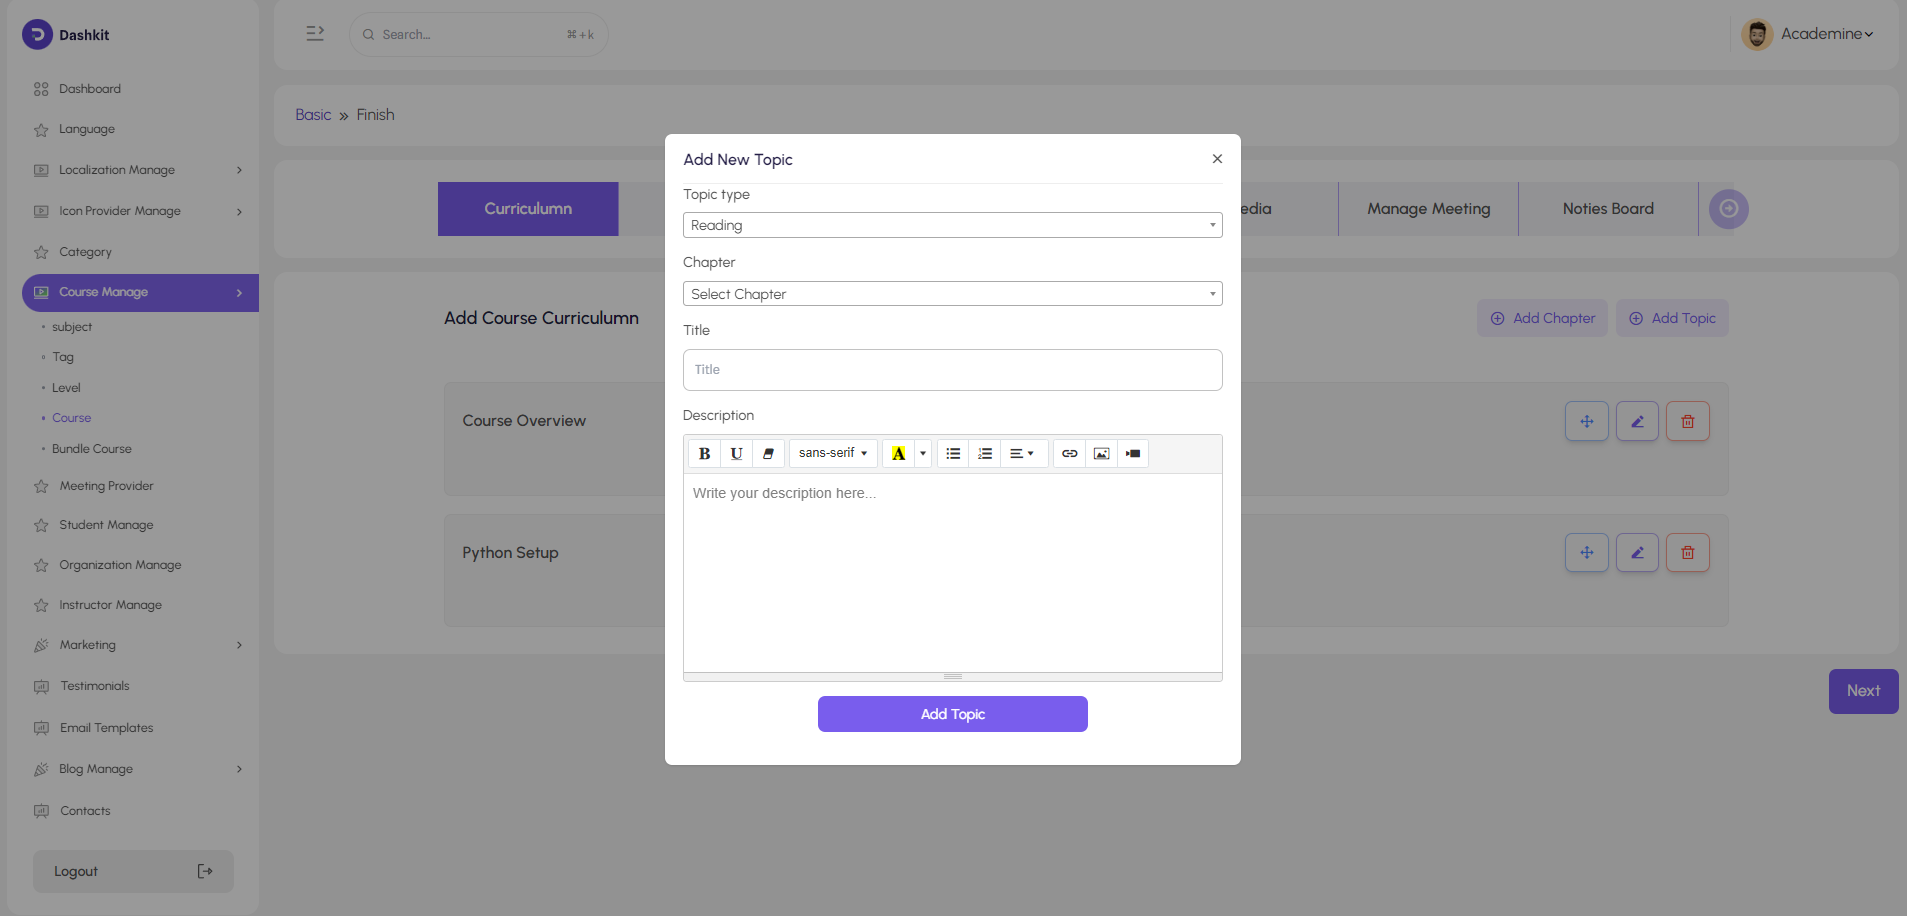 Dashkit
Search...
⌘+k
Academine
Dashboard
Language
Localization Manage
Icon Provider Manage
Category
Course Manage
subject
Tag
Level
Course
Bundle Course
Meeting Provider
Student Manage
Organization Manage
Instructor Manage
Marketing
Testimonials
Email Templates
Blog Manage
Contacts
Logout
Basic » Finish
Curriculumn
edia
Manage Meeting
Noties Board
Add Course Curriculumn
Add Chapter
Add Topic
Course Overview
Python Setup
Next
Add New Topic
Topic type
Reading
Chapter
Select Chapter
Title
Title
Description
B U sans-serif A
Write your description here...
Add Topic